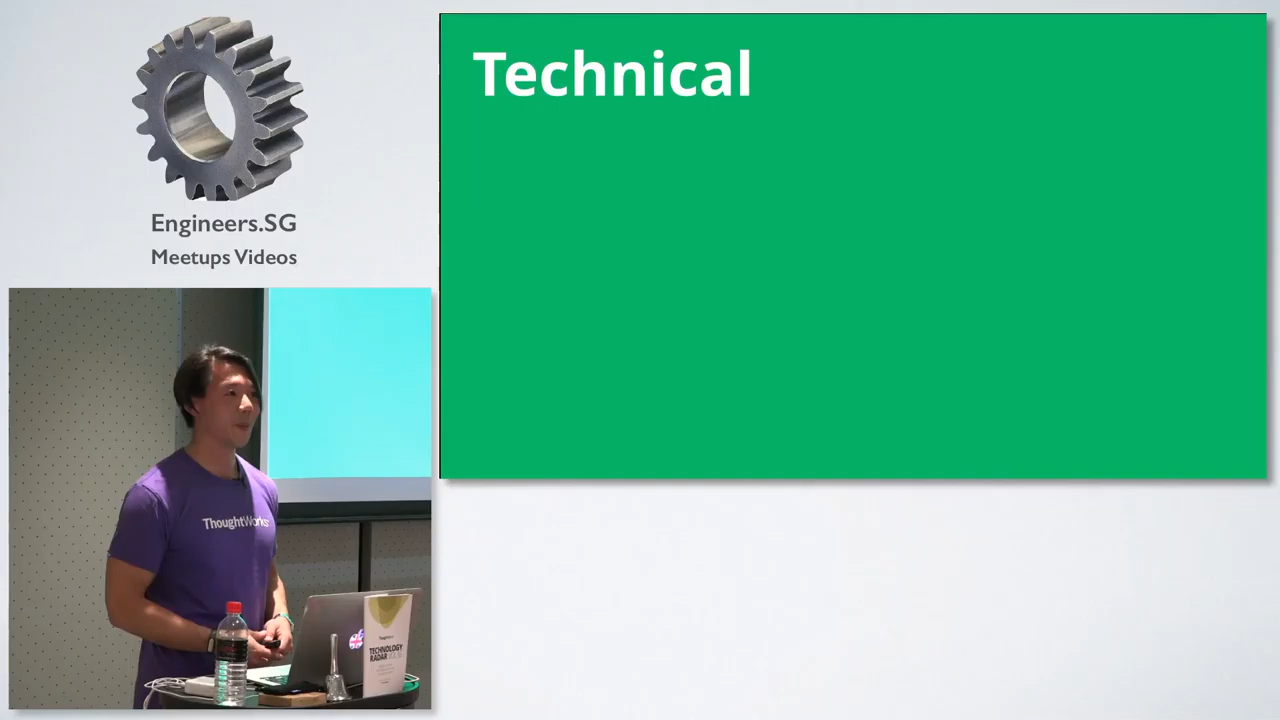 Technical
Engineers.SG
Meetups Videos
ThoughtWorks
TECHNOLOGY
RADAR